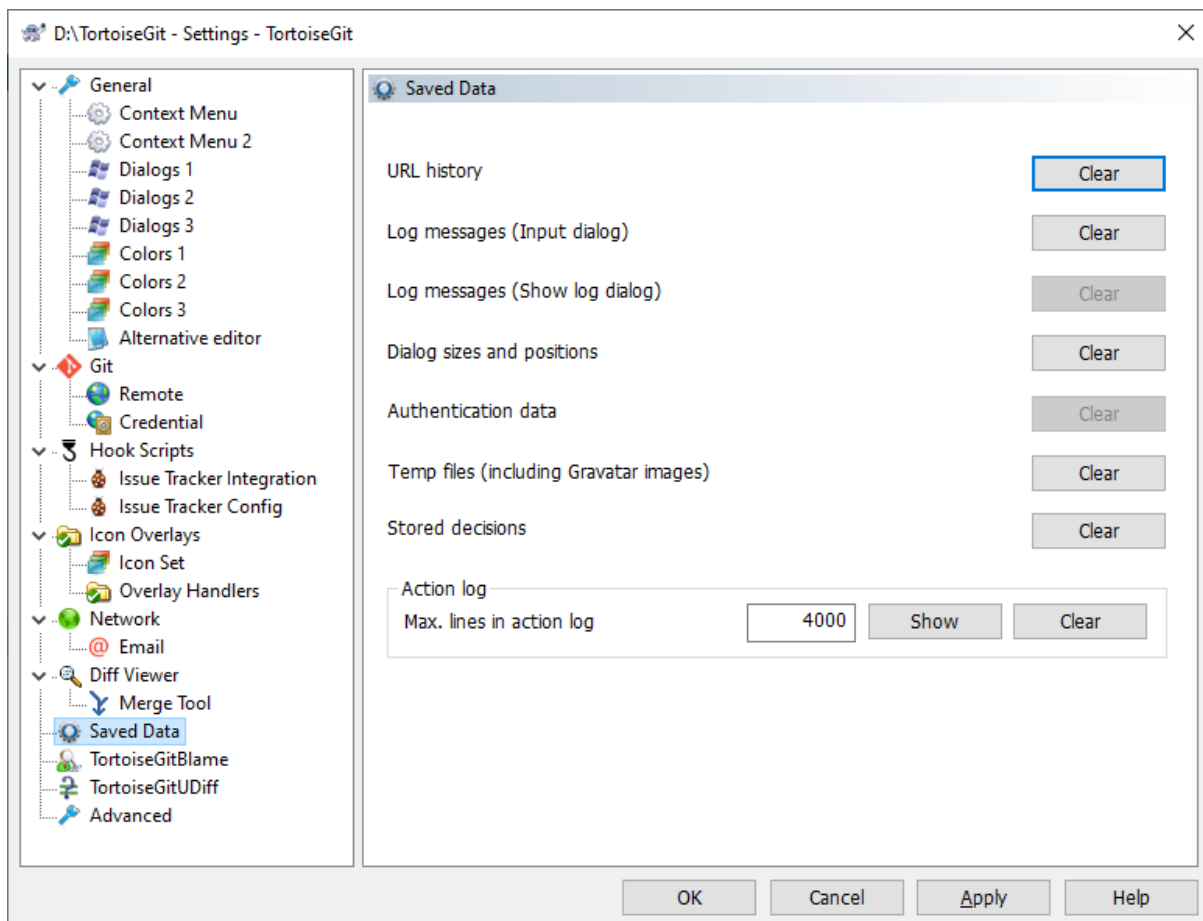 D:\TortoiseGit - Settings - TortoiseGit
General
Context Menu
Context Menu 2
Dialogs 1
Dialogs 2
Dialogs 3
Colors 1
Colors 2
Colors 3
Alternative editor
Git
Remote
Credential
Hook Scripts
Issue Tracker Integration
Issue Tracker Config
Icon Overlays
Icon Set
Overlay Handlers
Network
Email
Diff Viewer
Merge Tool
Saved Data
TortoiseGitBlame
TortoiseGitUDiff
Advanced
Saved Data
URL history Clear
Log messages (Input dialog) Clear
Log messages (Show log dialog) Clear
Dialog sizes and positions Clear
Authentication data Clear
Temp files (including Gravatar images) Clear
Stored decisions Clear
Action log
Max. lines in action log 4000 Show Clear
OK Cancel Apply Help